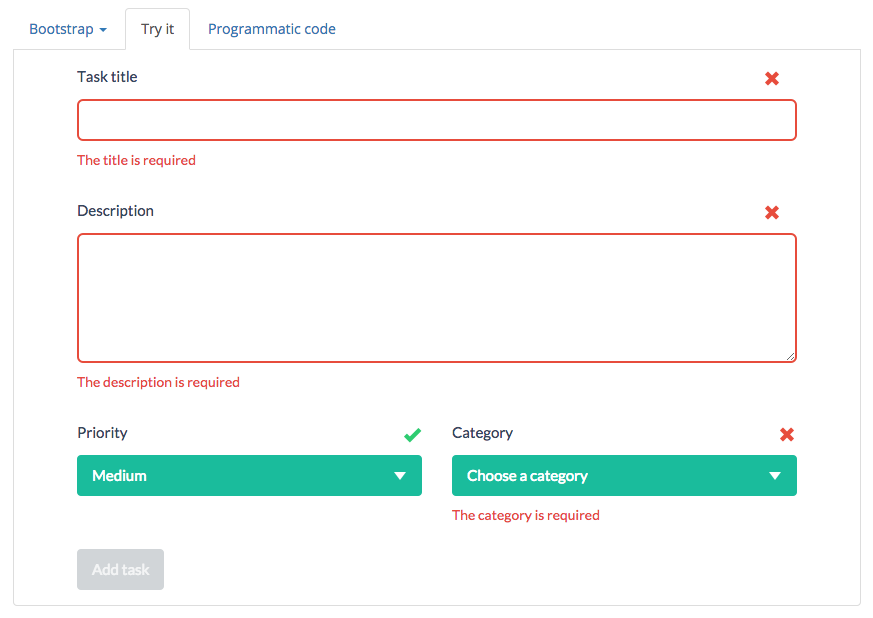 Bootstrap Try it Programmatic code
Task title
The title is required
Description
The description is required
Priority Category
Medium Choose a category
The category is required
Add task